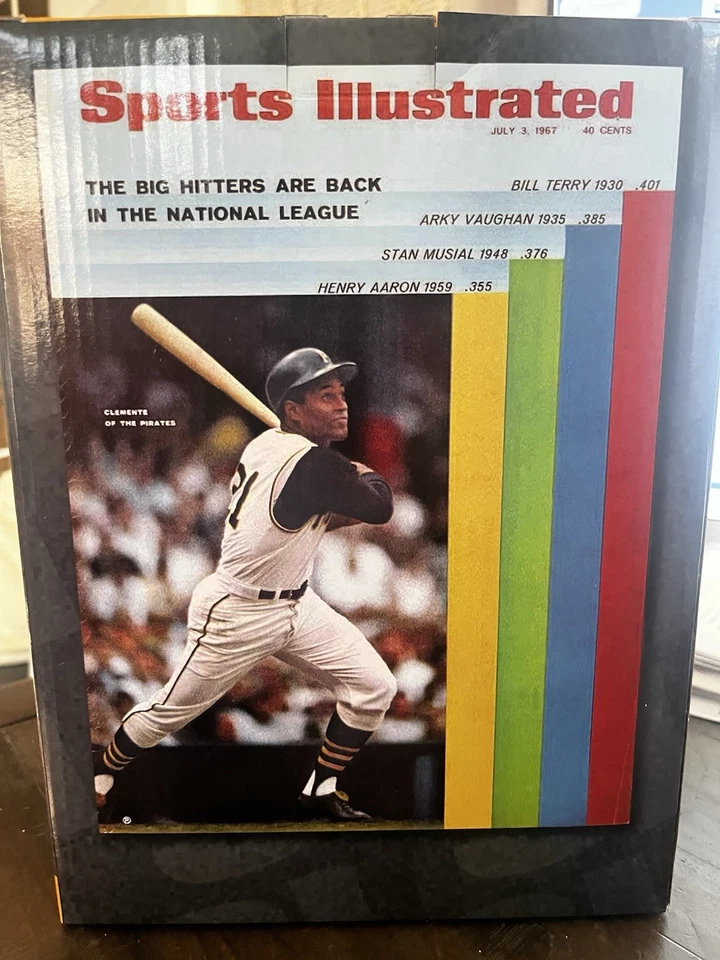 Sports Illustrated
JULY 3, 1967 40 CENTS
THE BIG HITTERS ARE BACK
IN THE NATIONAL LEAGUE
BILL TERRY 1930 .401
ARKY VAUGHAN 1935 .385
STAN MUSIAL 1948 .376
HENRY AARON 1959 .355
CLEMENTE
OF THE PIRATES
21
®